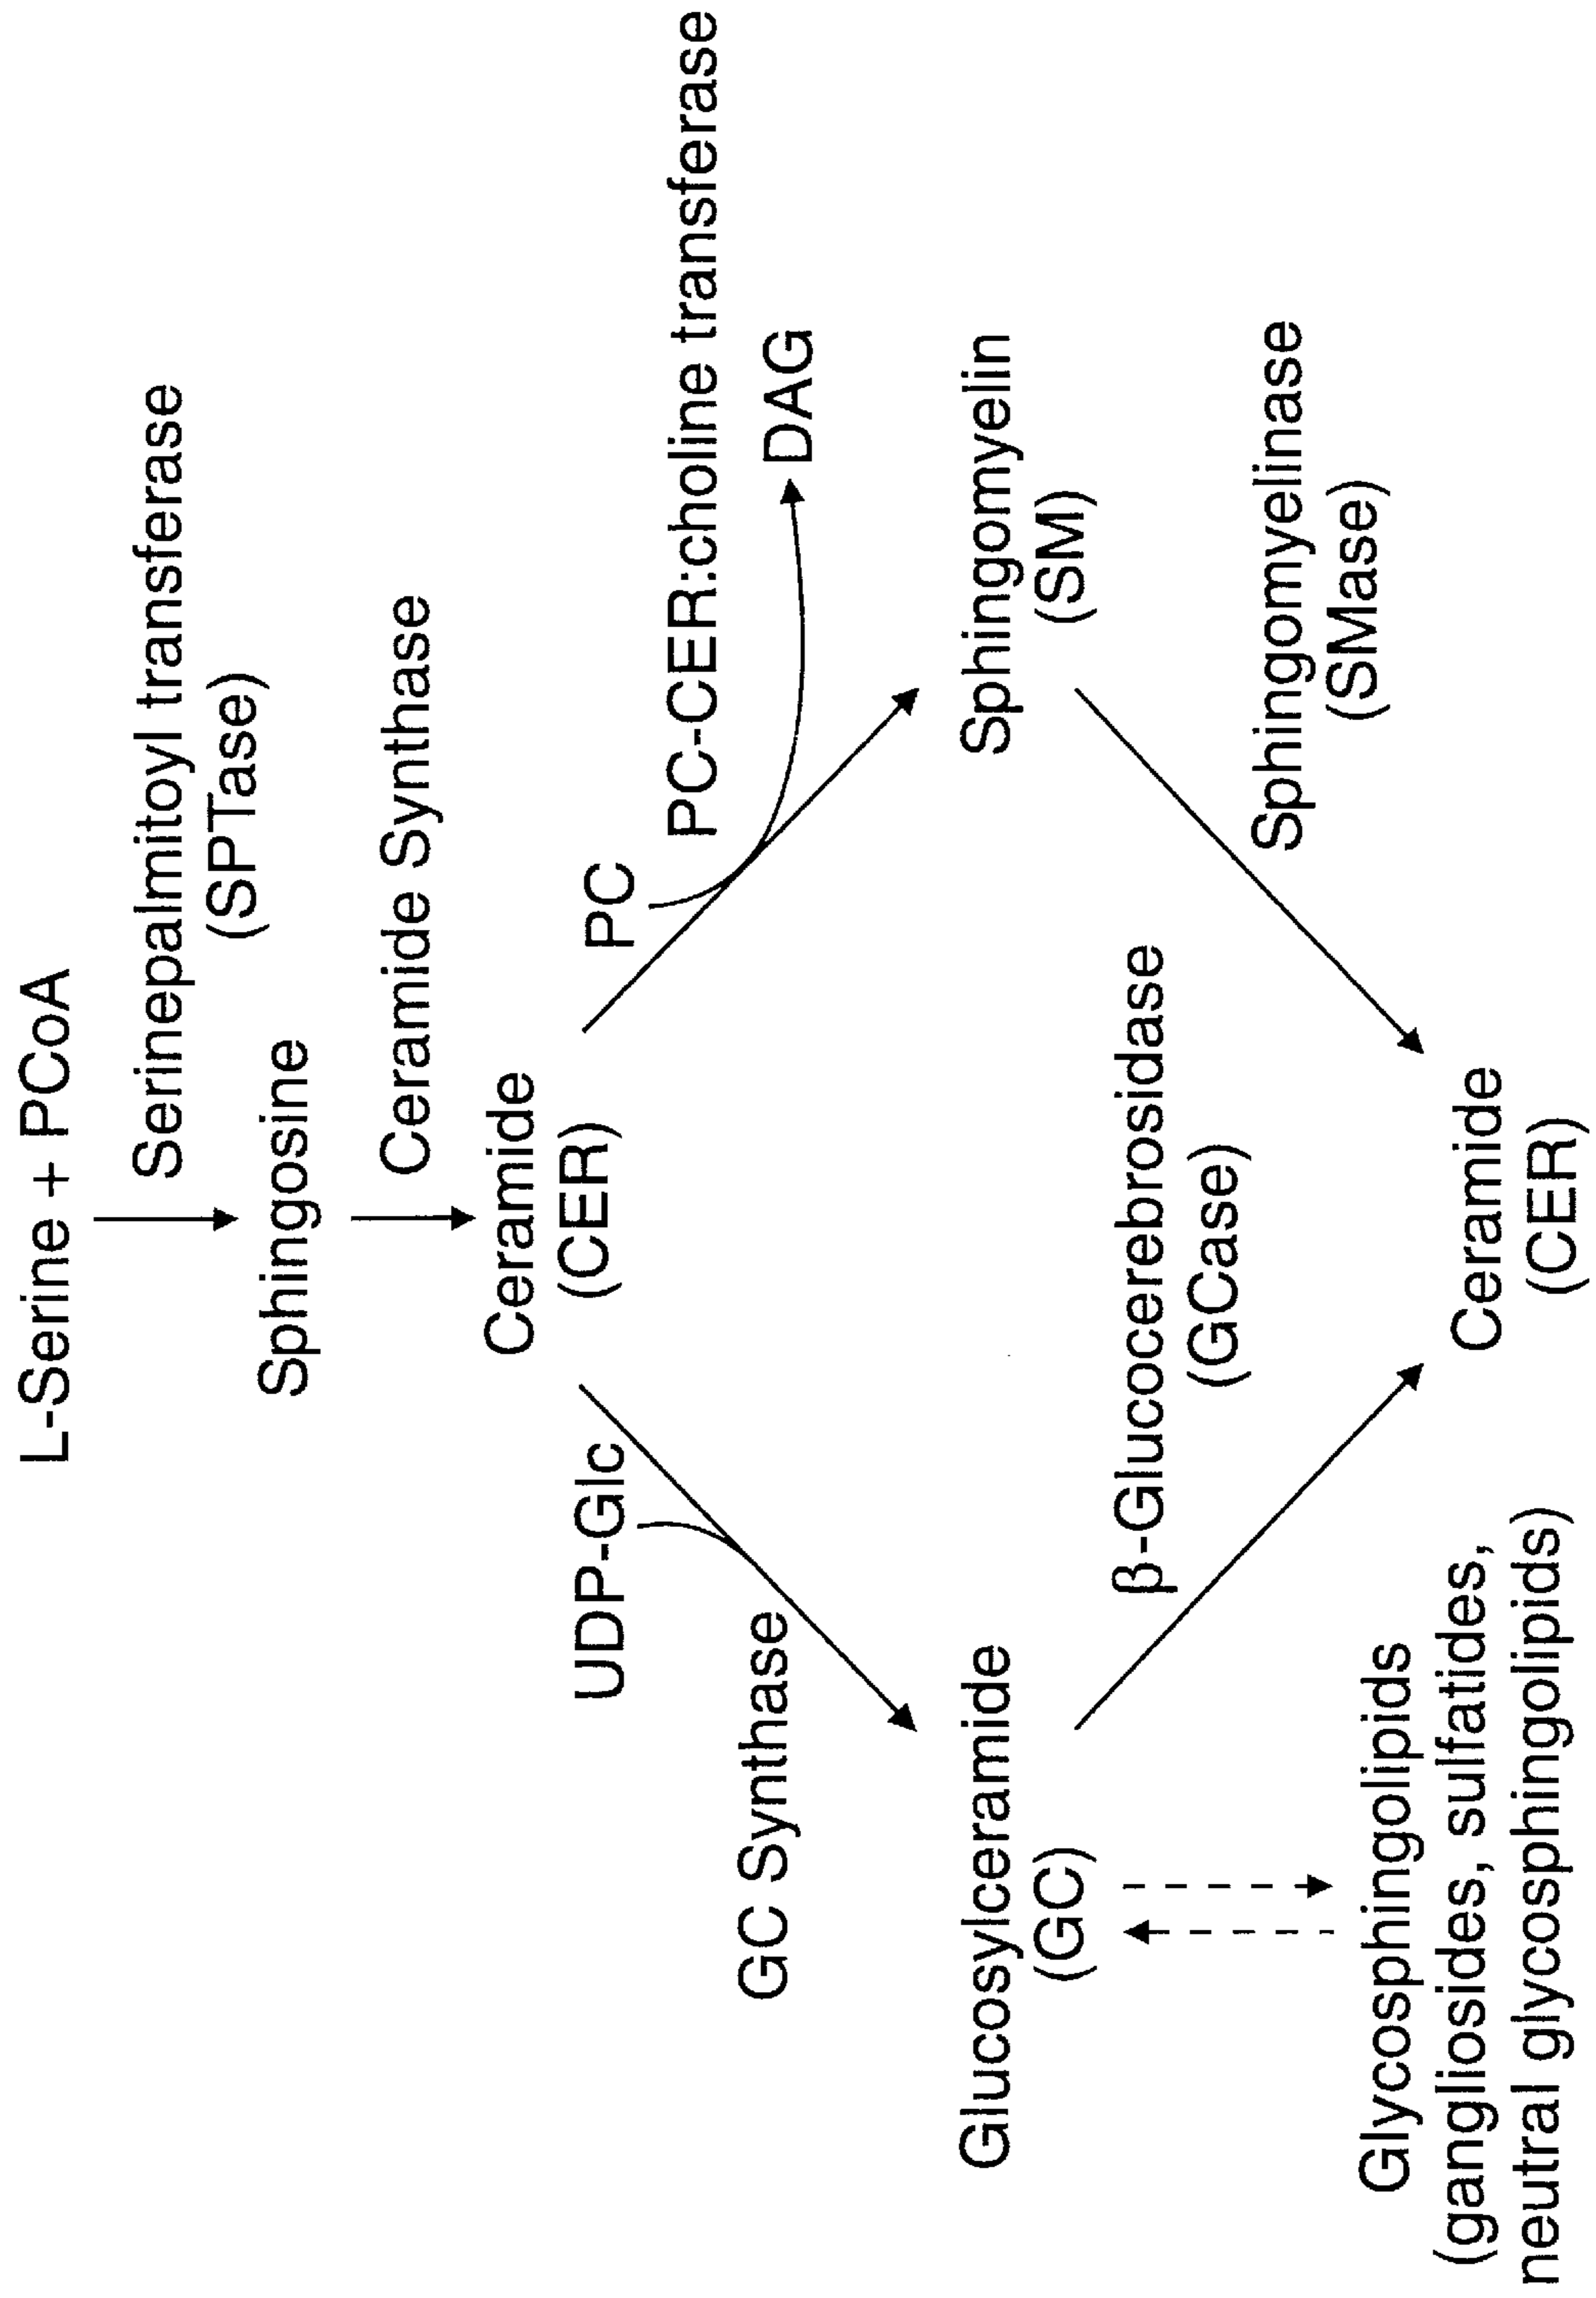 L-Serine + PCoA
Serinepalmitoyl transferase
(SPTase)
Sphingosine
Ceramide Synthase
Ceramide
(CER)
UDP-Glc
PC
PC-CER:choline transferase
GC Synthase
DAG
Glucosylceramide
(GC)
Sphingomyelin
(SM)
β-Glucocerebrosidase
(GCase)
Sphingomyelinase
(SMase)
Glycosphingolipids
(gangliosides, sulfatides,
neutral glycosphingolipids)
Ceramide
(CER)